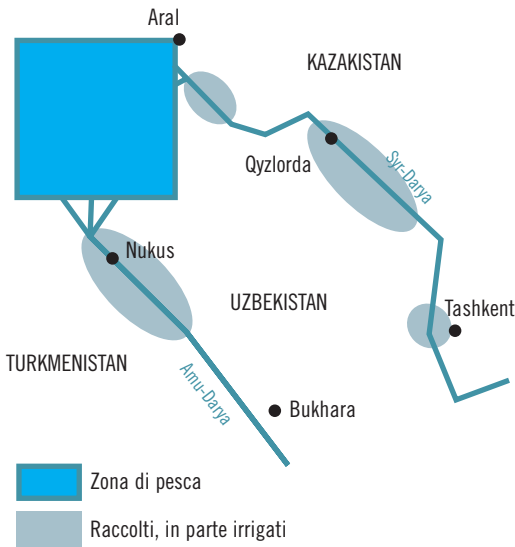 Aral
KAZAKISTAN
Qyzlorda
Syr-Darya
Nukus
UZBEKISTAN
Tashkent
TURKMENISTAN
Amu-Darya
Bukhara
Zona di pesca
Raccolti, in parte irrigati